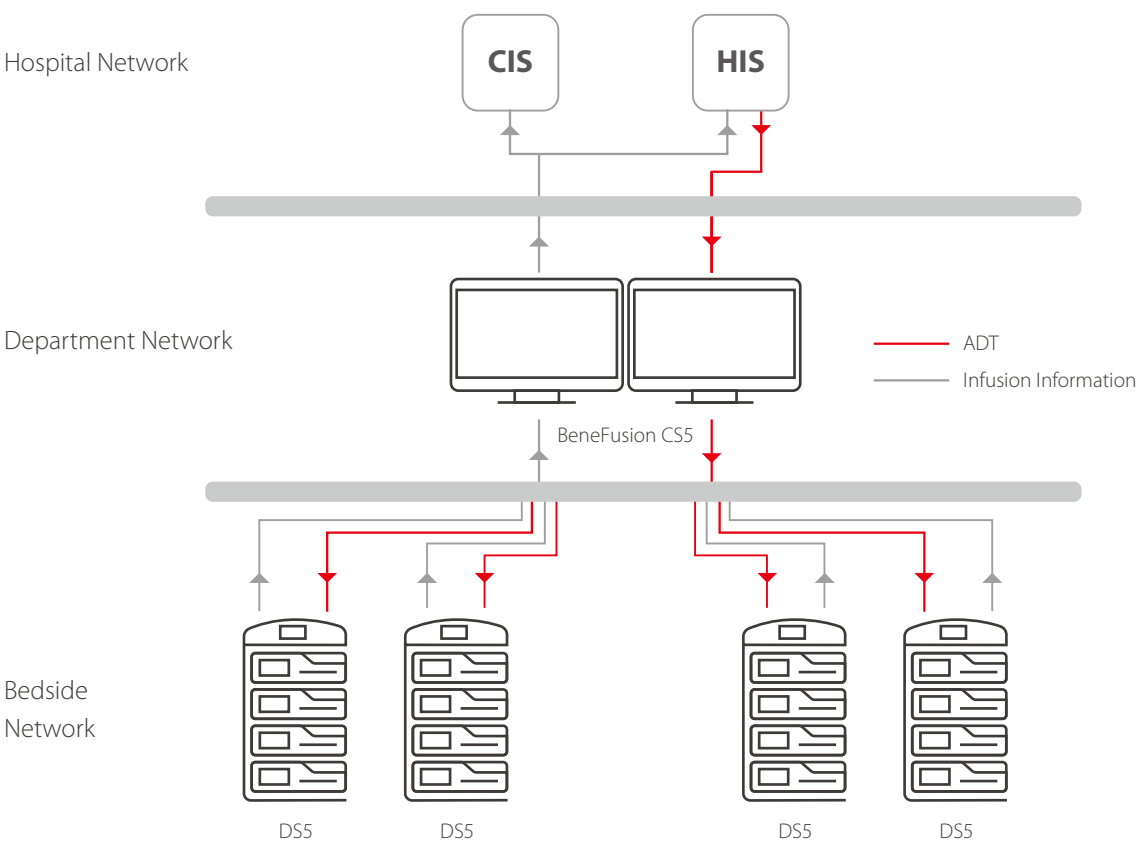 Hospital Network
CIS
HIS
Department Network
ADT
Infusion Information
BeneFusion CS5
Bedside
Network
DS5
DS5
DS5
DS5